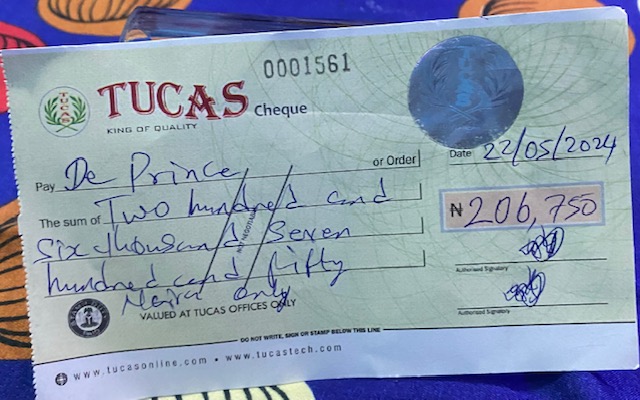 0001561
TUCAS
TUCAS Cheque
KING OF QUALITY
Date 22/05/2024
Pay De Prince or Order
The sum of Two hundred and
₦ 206,750
Six thousand Seven
hundred and fifty
Naira only
NOT NEGOTIABLE
Authorised Signatory
Authorised Signatory
VALUED AT TUCAS OFFICES ONLY
DO NOT WRITE, SIGN OR STAMP BELOW THIS LINE
www.tucasonline.com • www.tucastech.com